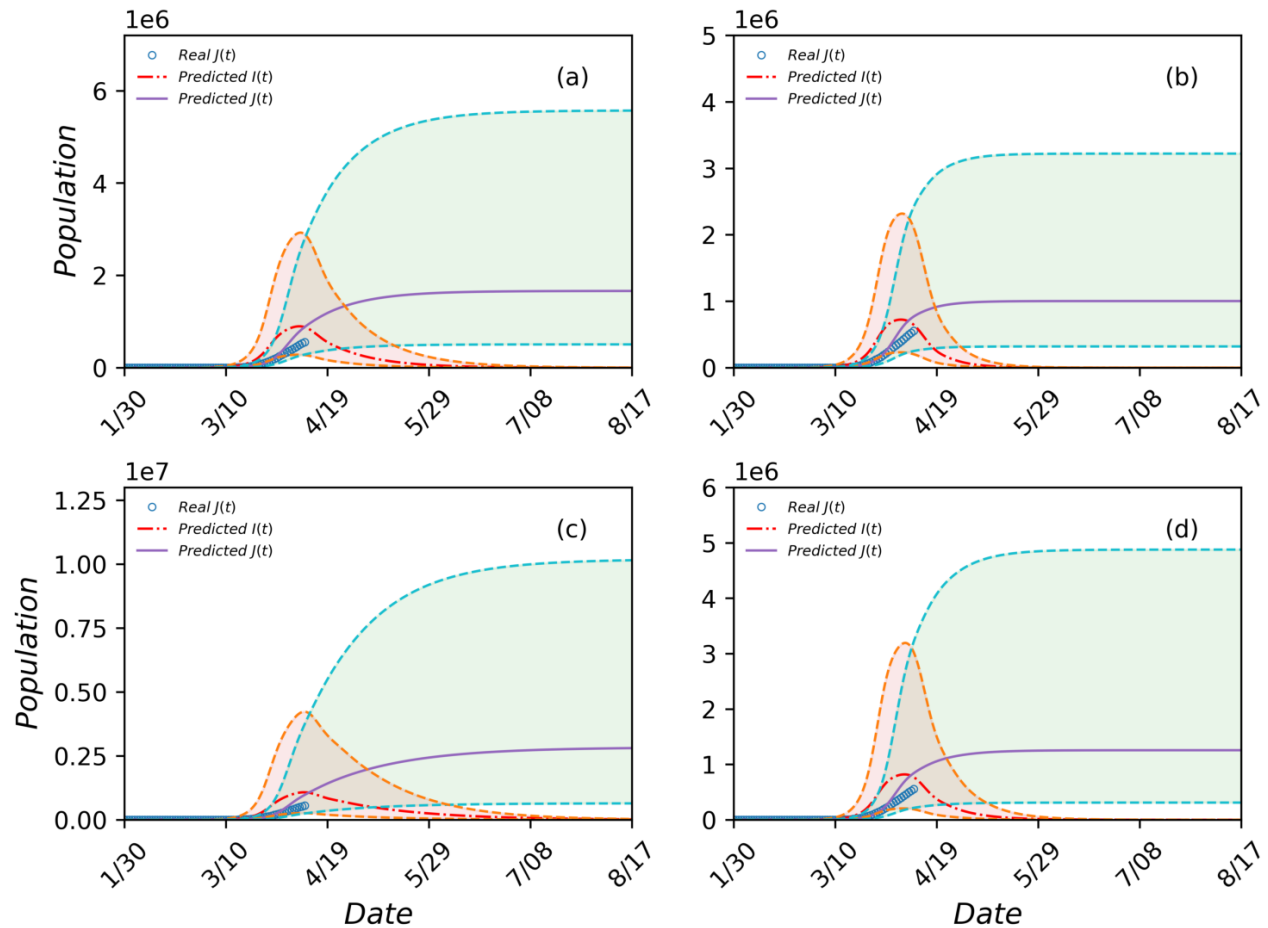 1e6
Real J(t)
Predicted I(t)
Predicted J(t)
(a)
6
4
2
0
Population
1/30
3/10
4/19
5/29
7/08
8/17
5
4
3
2
1
0
Real J(t)
Predicted I(t)
Predicted J(t)
(b)
1/30
3/10
4/19
5/29
7/08
8/17
1e7
Real J(t)
Predicted I(t)
Predicted J(t)
(c)
12.5
1.00
0.75
0.50
0.25
0.00
Population
1/30
3/10
4/19
5/29
7/08
8/17
Date
1e6
Real J(t)
Predicted I(t)
Predicted J(t)
(d)
6
5
4
3
2
1
0
1/30
3/10
4/19
5/29
7/08
8/17
Date